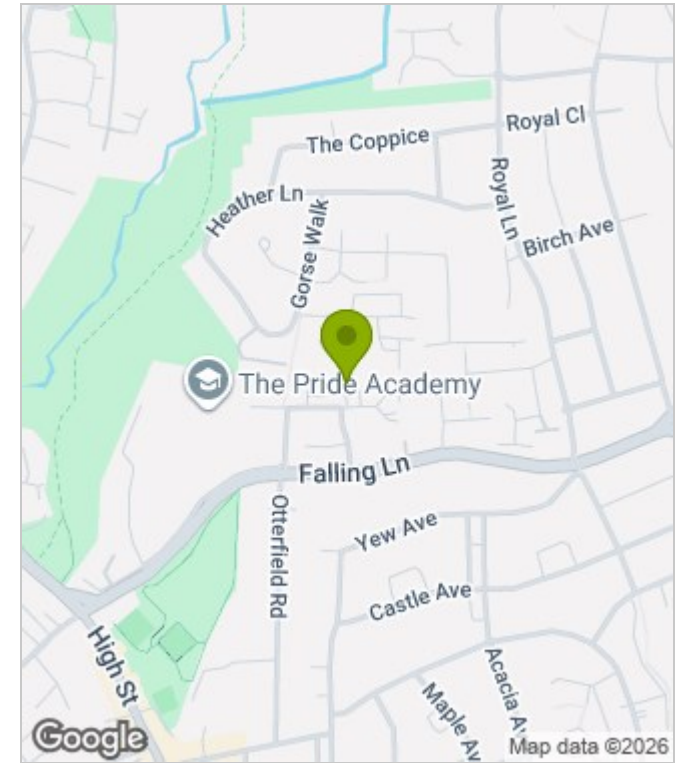 Royal Cl
The Coppice
Royal Ln
Heather Ln
Birch Ave
Gorse Walk
The Pride Academy
Falling Ln
Otterfield Rd
Yew Ave
Castle Ave
High St
Acacia Av
Maple Av
Google
Map data ©2026